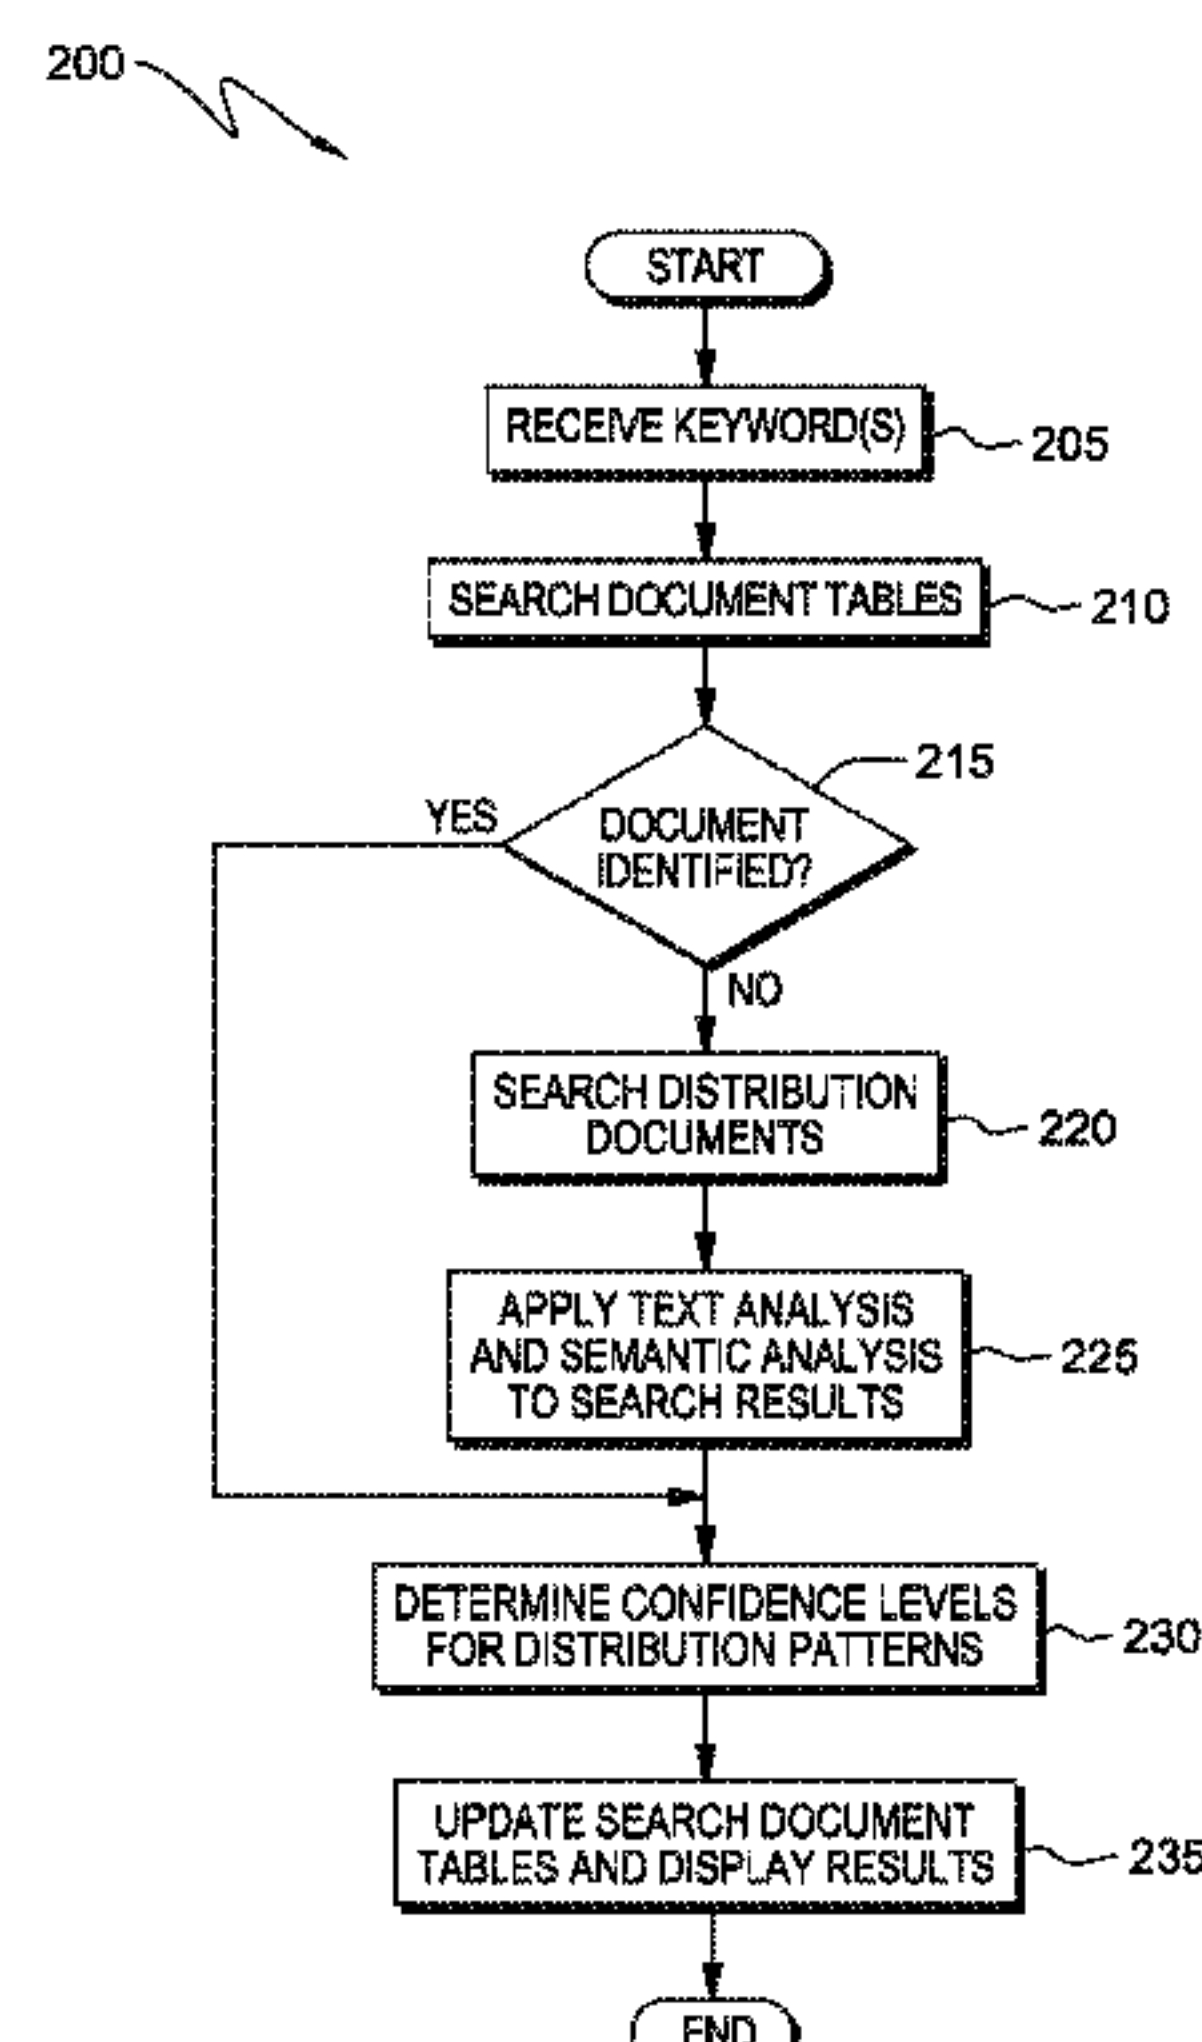 200
START
RECEIVE KEYWORD(S)
205
SEARCH DOCUMENT TABLES
210
215
YES
DOCUMENT
IDENTIFIED?
NO
SEARCH DISTRIBUTION
DOCUMENTS
220
APPLY TEXT ANALYSIS
AND SEMANTIC ANALYSIS
TO SEARCH RESULTS
225
DETERMINE CONFIDENCE LEVELS
FOR DISTRIBUTION PATTERNS
230
UPDATE SEARCH DOCUMENT
TABLES AND DISPLAY RESULTS
235
END